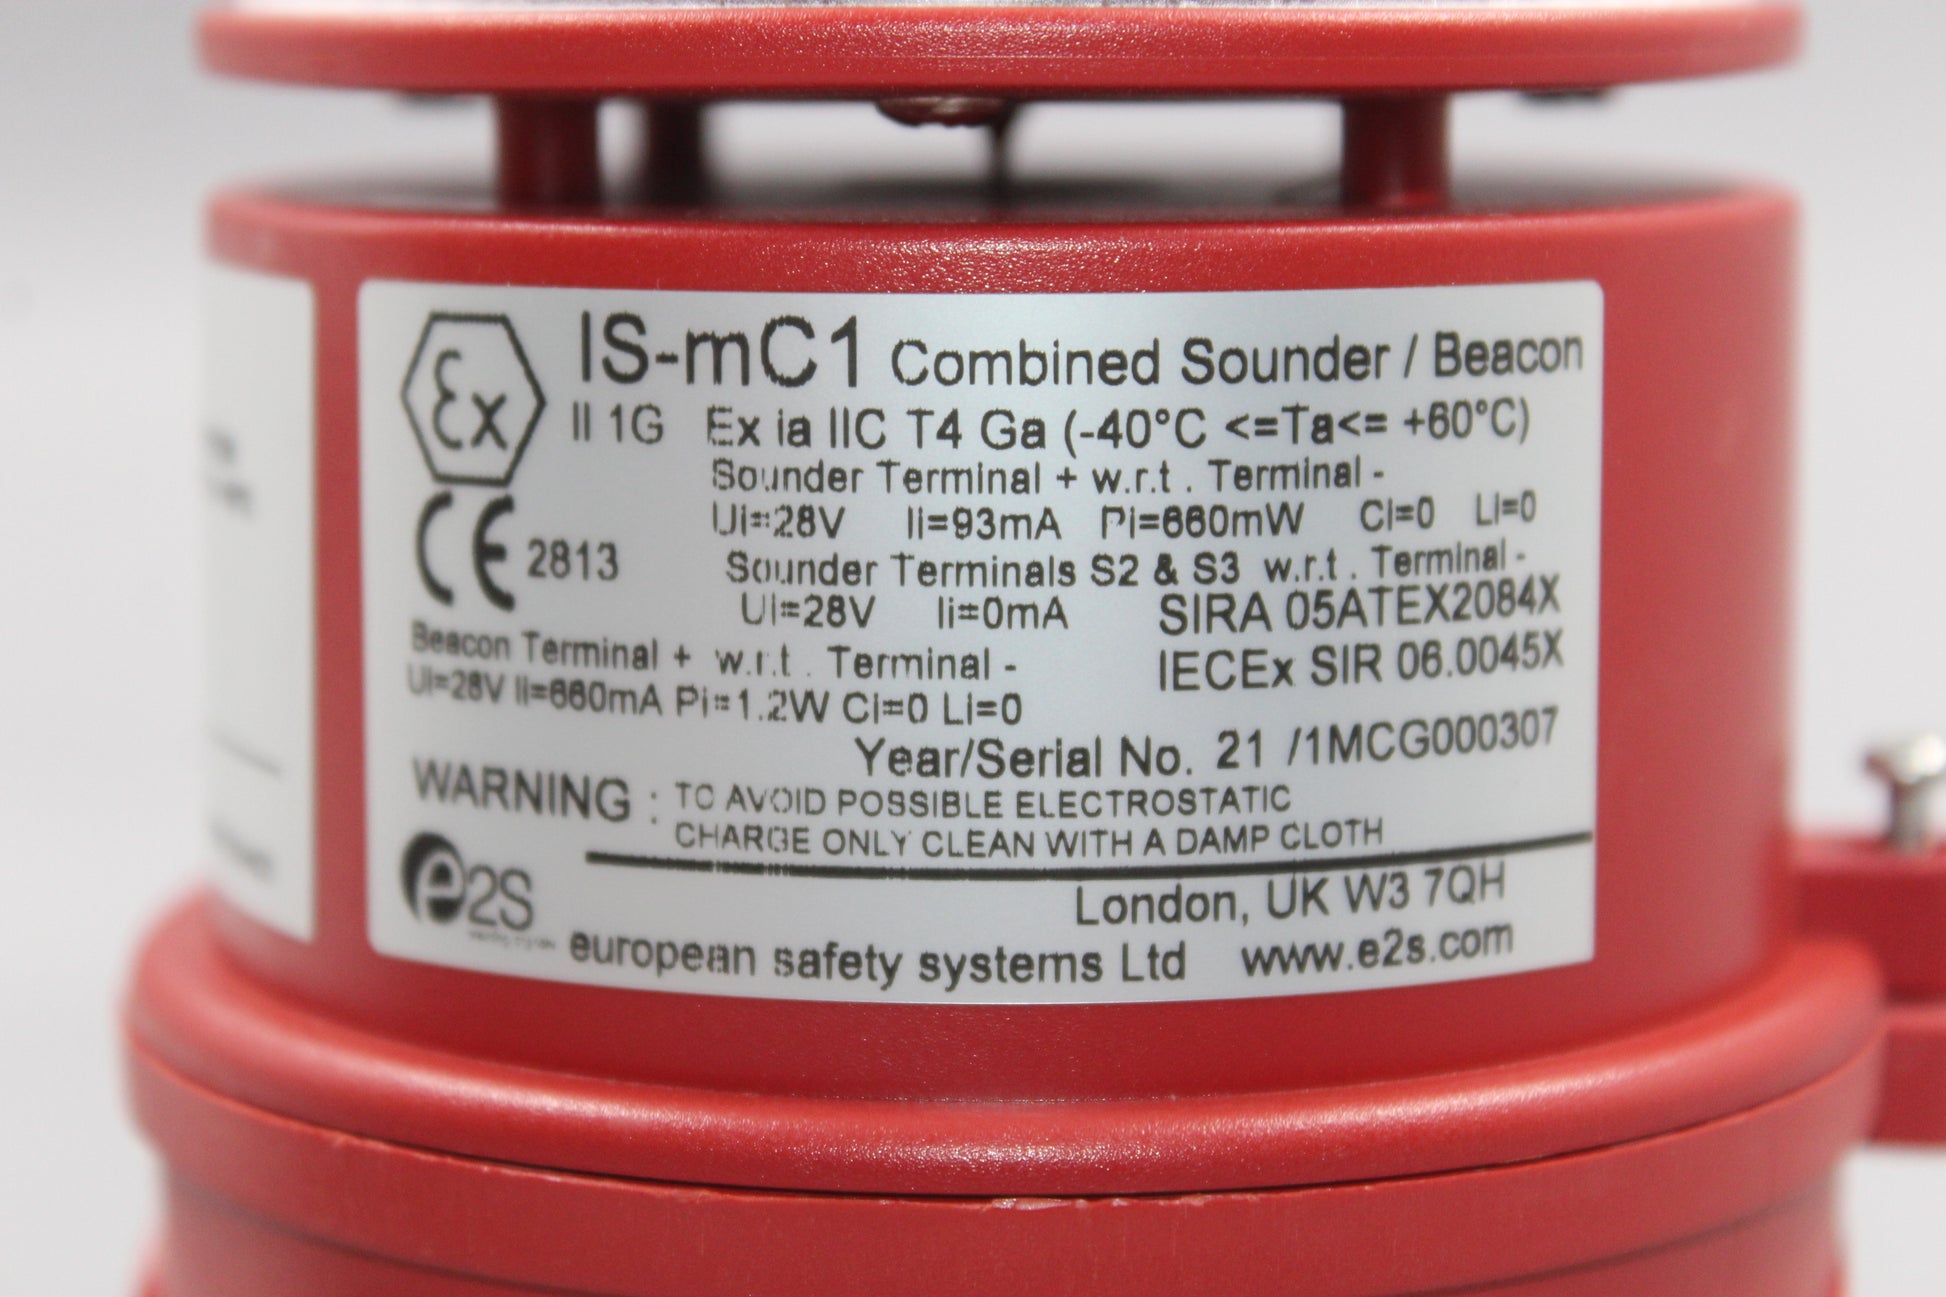 IS-mC1 Combined Sounder / Beacon
Ex
II 1G Ex ia IIC T4 Ga (-40°C <=Ta<= +60°C)
Sounder Terminal + w.r.t . Terminal -
Ui=28V Ii=93mA Pi=660mW Ci=0 Li=0
CE 2813
Sounder Terminals S2 & S3 w.r.t . Terminal -
Ui=28V Ii=0mA
SIRA 05ATEX2084X
Beacon Terminal + w.r.t . Terminal -
IECEx SIR 06.0045X
Ui=28V Ii=660mA Pi=1.2W Ci=0 Li=0
Year/Serial No. 21 /1MCG000307
WARNING : TO AVOID POSSIBLE ELECTROSTATIC
CHARGE ONLY CLEAN WITH A DAMP CLOTH
e2S
London, UK W3 7QH
european safety systems Ltd www.e2s.com